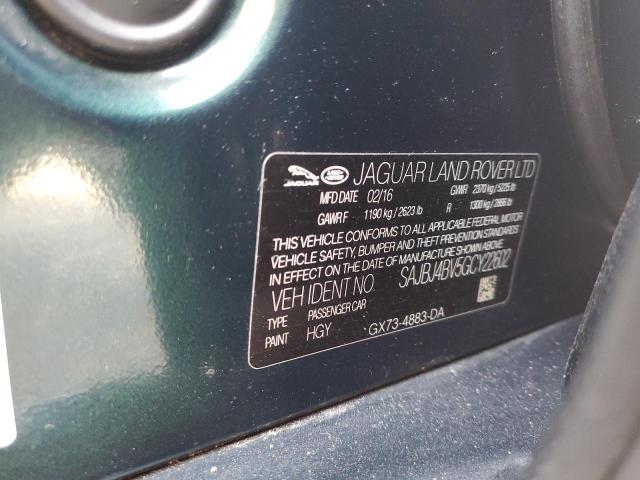 JAGUAR LAND ROVER JAGUAR LAND ROVER LTD
MFD DATE 02/16 GVWR 2370 kg / 5225 lb
GAWR F 1190 kg / 2623 lb R 1300 kg / 2866 lb
THIS VEHICLE CONFORMS TO ALL APPLICABLE FEDERAL MOTOR
VEHICLE SAFETY, BUMPER AND THEFT PREVENTION STANDARDS
IN EFFECT ON THE DATE OF MANUFACTURE SHOWN ABOVE.
VEH IDENT NO. SAJBJ4BV5GCY22602
TYPE PASSENGER CAR
PAINT HGY GX73-4883-DA